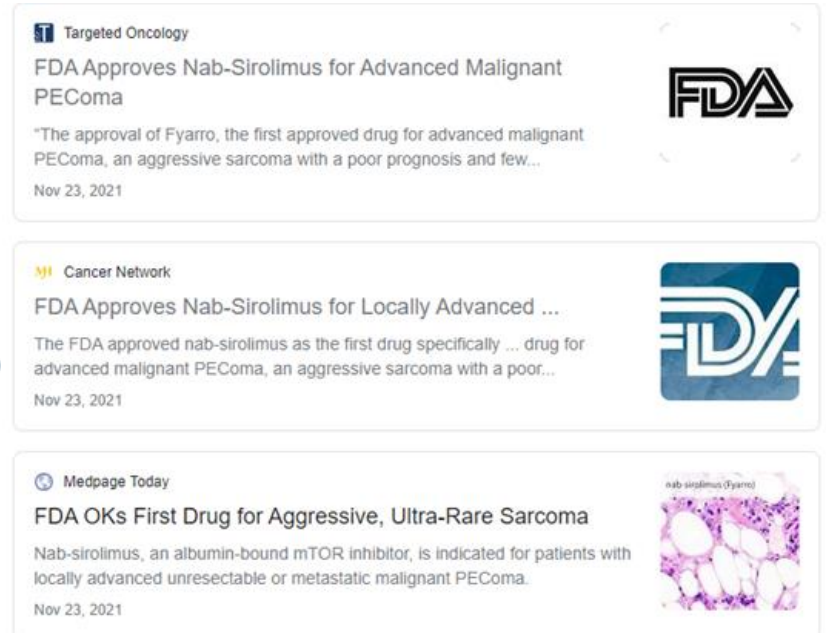 Targeted Oncology
FDA Approves Nab-Sirolimus for Advanced Malignant
PEComa
"The approval of Fyarro, the first approved drug for advanced malignant
PEComa, an aggressive sarcoma with a poor prognosis and few...
Nov 23, 2021
FDA
Cancer Network
FDA Approves Nab-Sirolimus for Locally Advanced ...
The FDA approved nab-sirolimus as the first drug specifically ... drug for
advanced malignant PEComa, an aggressive sarcoma with a poor...
Nov 23, 2021
FDA
Medpage Today
FDA OKs First Drug for Aggressive, Ultra-Rare Sarcoma
Nab-sirolimus, an albumin-bound mTOR inhibitor, is indicated for patients with
locally advanced unresectable or metastatic malignant PEComa.
Nov 23, 2021
nab-sirolimus (Fyarro)